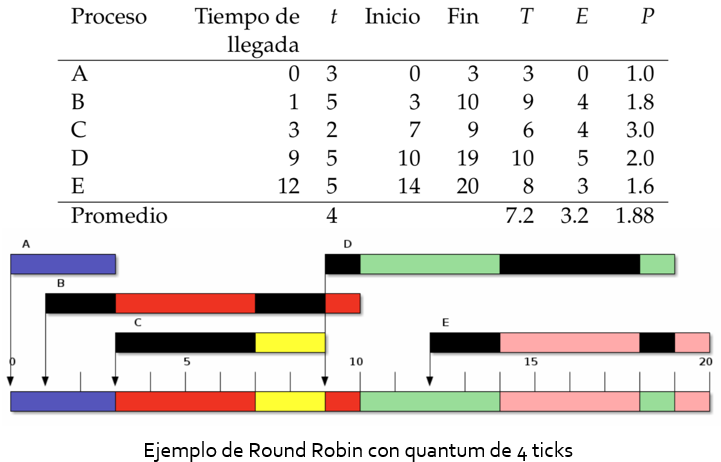 Proceso Tiempo de llegada t Inicio Fin T E P
A 0 3 0 3 3 0 1.0
B 1 5 3 10 9 4 1.8
C 3 2 7 9 6 4 3.0
D 9 5 10 19 10 5 2.0
E 12 5 14 20 8 3 1.6
Promedio 4 7.2 3.2 1.88
A D
B
C E
0 5 10 15 20
Ejemplo de Round Robin con quantum de 4 ticks